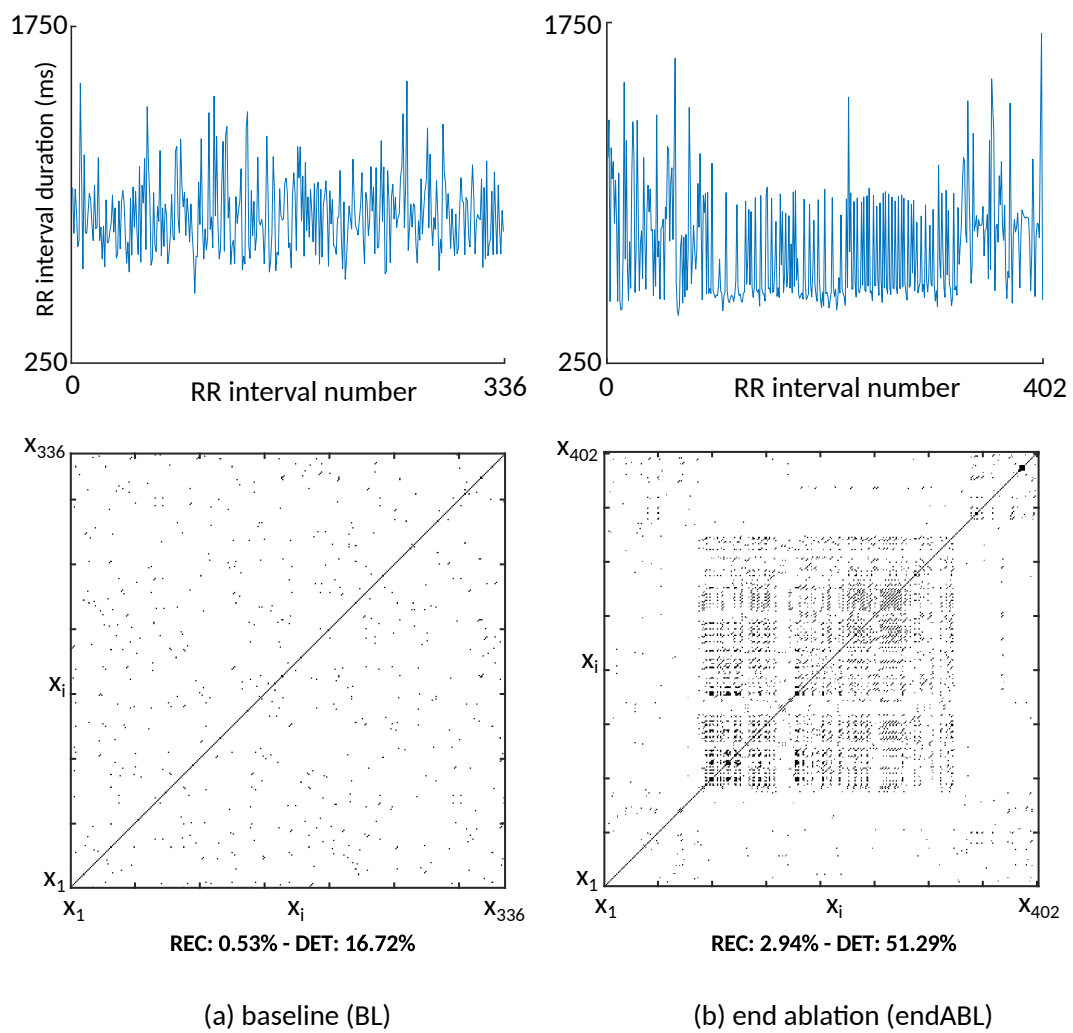 1750
RR interval duration (ms)
250
0
RR interval number
336
1750
250
0
RR interval number
402
x336
xi
x1
x1
xi
x336
REC: 0.53% - DET: 16.72%
(a) baseline (BL)
x402
xi
x1
x1
xi
x402
REC: 2.94% - DET: 51.29%
(b) end ablation (endABL)